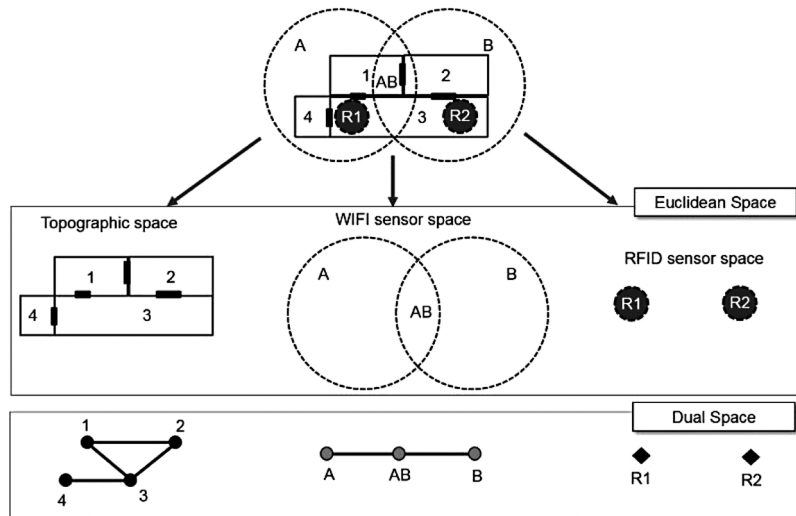 A
B
1
AB
2
4
R1
3
R2
Euclidean Space
Topographic space
WIFI sensor space
RFID sensor space
1
2
4
3
A
AB
B
R1
R2
Dual Space
1
2
4
3
A
AB
B
R1
R2